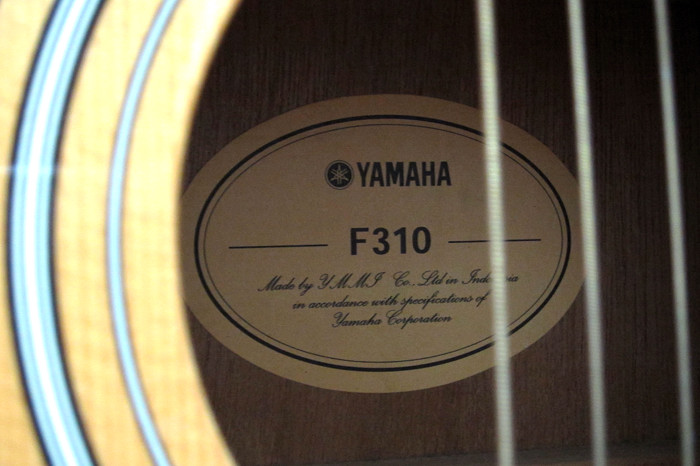 YAMAHA
F310
Made by YMMI Co., Ltd in Indonesia
in accordance with specifications of
Yamaha Corporation